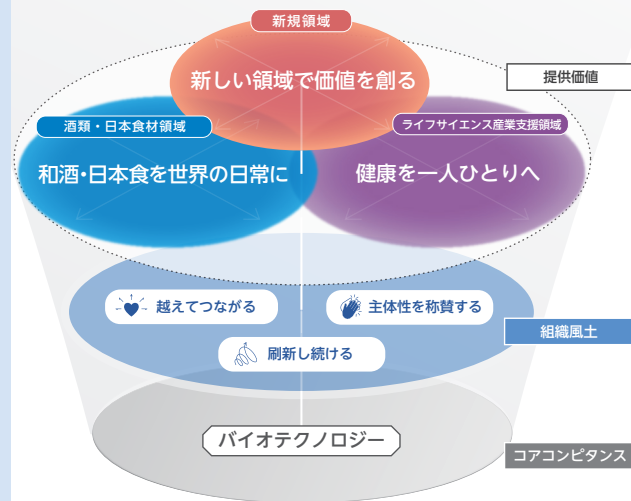 新規領域
新しい領域で価値を創る
提供価値
酒類・日本食材領域
ライフサイエンス産業支援領域
和酒・日本食を世界の日常に
健康を一人ひとりへ
越えてつながる
主体性を称賛する
組織風土
刷新し続ける
バイオテクノロジー
コアコンピタンス